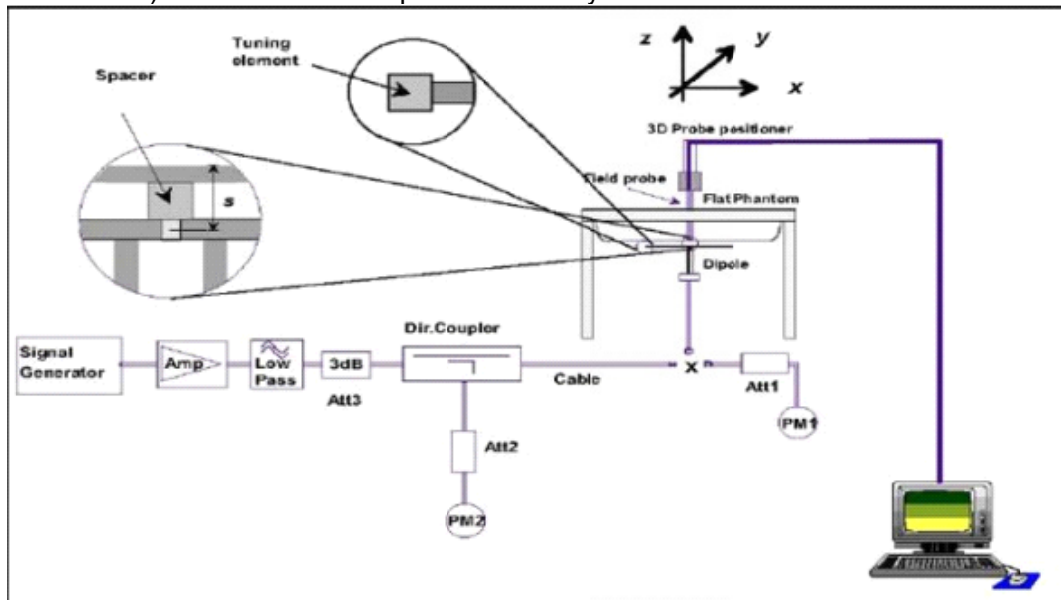 Tuning
element
Spacer
z
y
x
3D Probe positioner
Field probe
Flat Phantom
s
Dipole
Dir.Coupler
Signal
Generator
Amp
Low
Pass
3dB
Att3
Cable
x
Att1
PM1
Att2
PM2